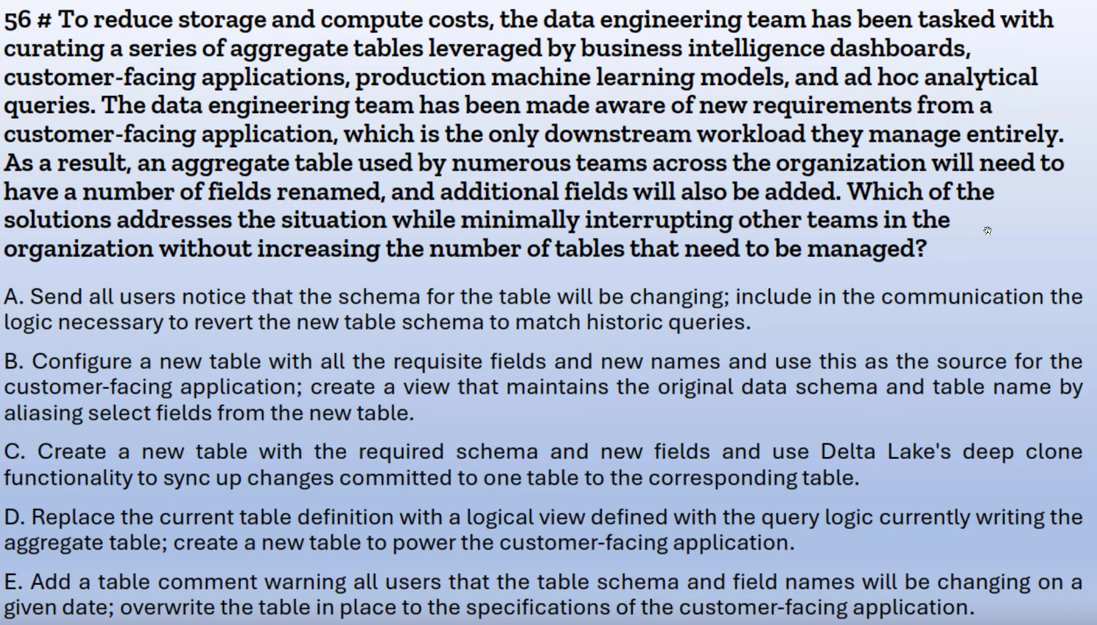 56 # To reduce storage and compute costs, the data engineering team has been tasked with
curating a series of aggregate tables leveraged by business intelligence dashboards,
customer-facing applications, production machine learning models, and ad hoc analytical
queries. The data engineering team has been made aware of new requirements from a
customer-facing application, which is the only downstream workload they manage entirely.
As a result, an aggregate table used by numerous teams across the organization will need to
have a number of fields renamed, and additional fields will also be added. Which of the
solutions addresses the situation while minimally interrupting other teams in the
organization without increasing the number of tables that need to be managed?
A. Send all users notice that the schema for the table will be changing; include in the communication the
logic necessary to revert the new table schema to match historic queries.
B. Configure a new table with all the requisite fields and new names and use this as the source for the
customer-facing application; create a view that maintains the original data schema and table name by
aliasing select fields from the new table.
C. Create a new table with the required schema and new fields and use Delta Lake's deep clone
functionality to sync up changes committed to one table to the corresponding table.
D. Replace the current table definition with a logical view defined with the query logic currently writing the
aggregate table; create a new table to power the customer-facing application.
E. Add a table comment warning all users that the table schema and field names will be changing on a
given date; overwrite the table in place to the specifications of the customer-facing application.